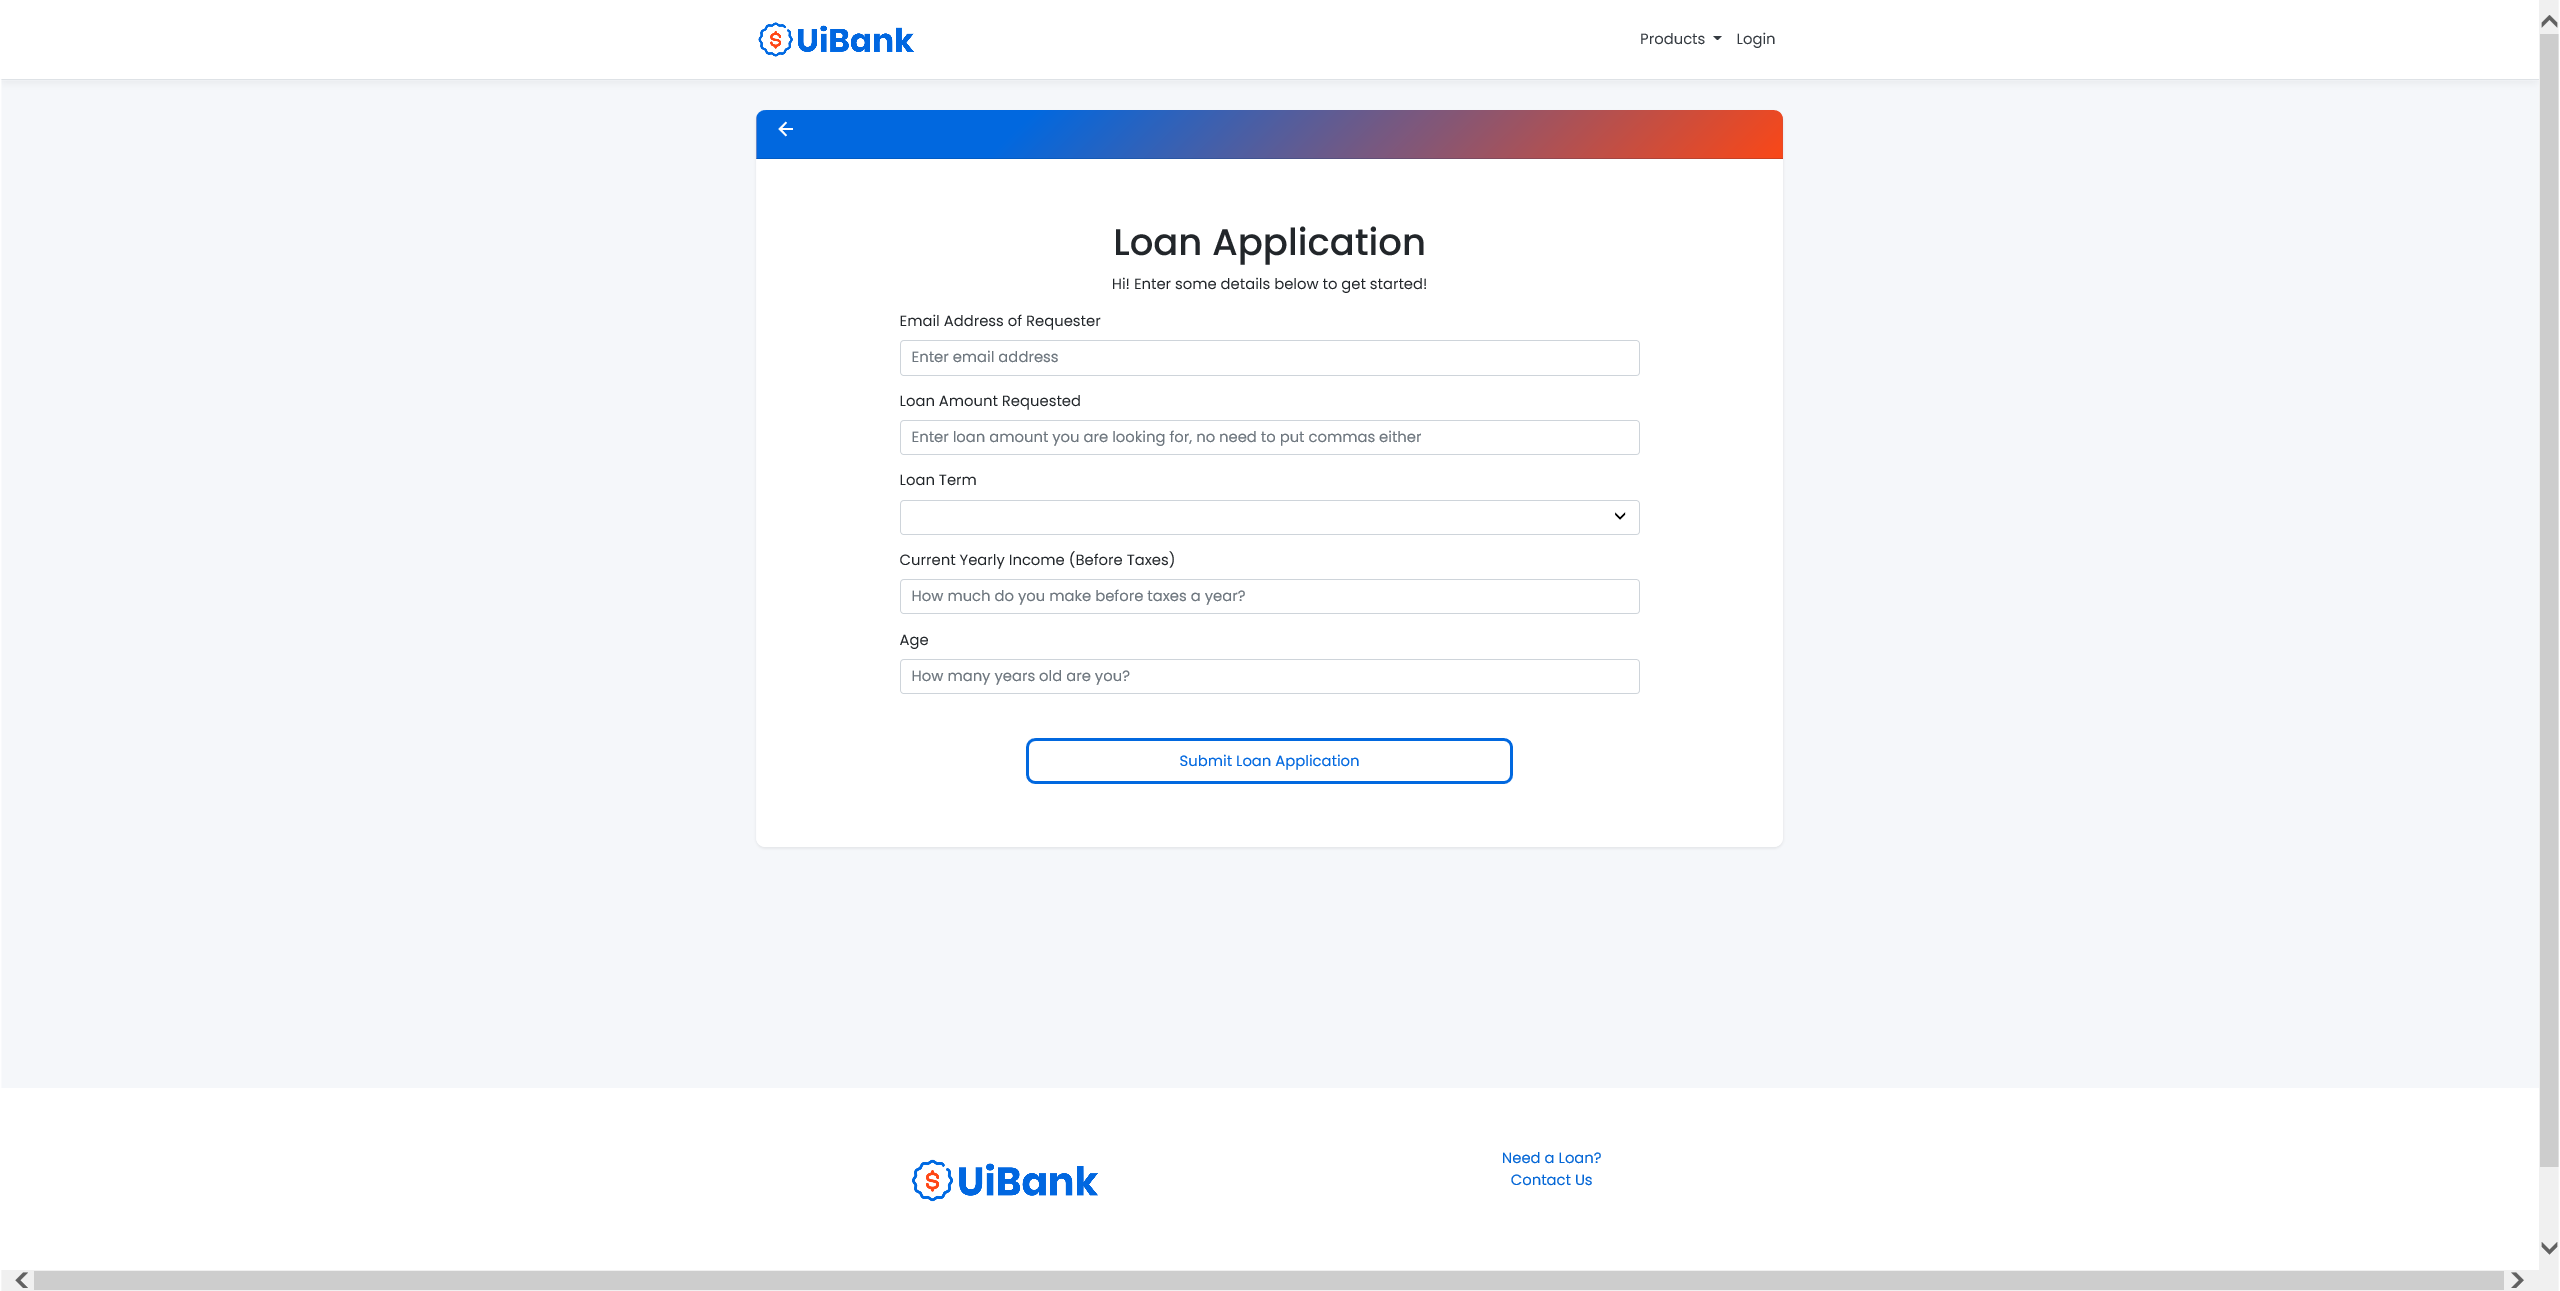 UiBank
Products Login
Loan Application
Hi! Enter some details below to get started!
Email Address of Requester
Enter email address
Loan Amount Requested
Enter loan amount you are looking for, no need to put commas either
Loan Term
Current Yearly Income (Before Taxes)
How much do you make before taxes a year?
Age
How many years old are you?
Submit Loan Application
UiBank
Need a Loan?
Contact Us